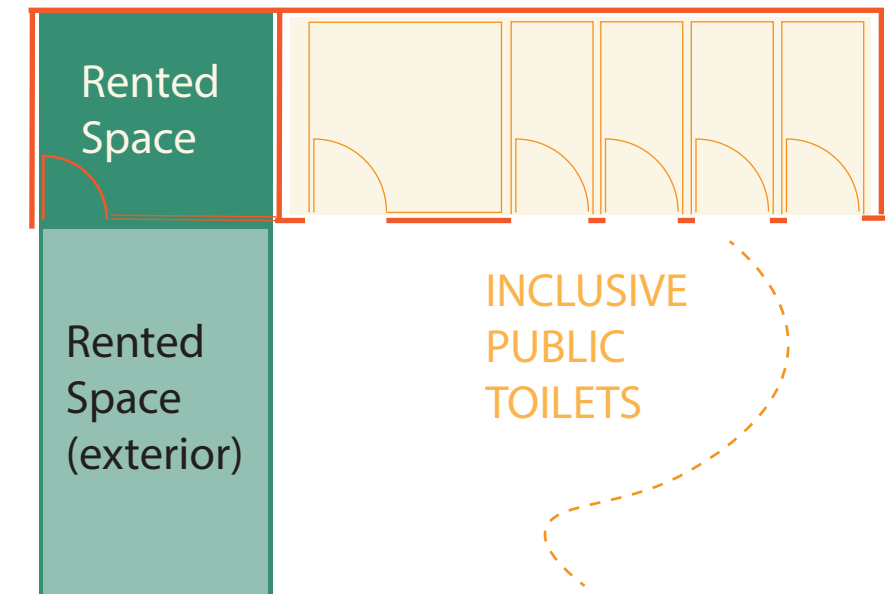 Rented
Space
Rented
Space
(exterior)
INCLUSIVE
PUBLIC
TOILETS